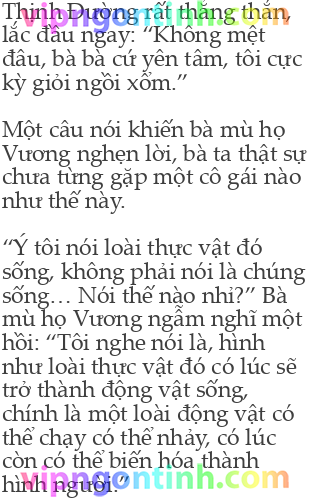 vipngontinh.com
Thịnh Đường rất thẳng thắn,
lắc đầu ngay: “Không mệt
đâu, bà bà cứ yên tâm, tôi cực
kỳ giỏi ngồi xổm.”
Một câu nói khiến bà mù họ
Vương nghẹn lời, bà ta thật sự
chưa từng gặp một cô gái nào
như thế này.
“Ý tôi nói loài thực vật đó
sống, không phải nói là chúng
sống... Nói thế nào nhỉ?” Bà
mù họ Vương ngẫm nghĩ một
hồi: “Tôi nghe nói là, hình
như loài thực vật đó có lúc sẽ
trở thành động vật sống,
chính là một loài động vật có
thể chạy có thể nhảy, có lúc
còn có thể biến hóa thành
hình người.”
vipngontinh.com